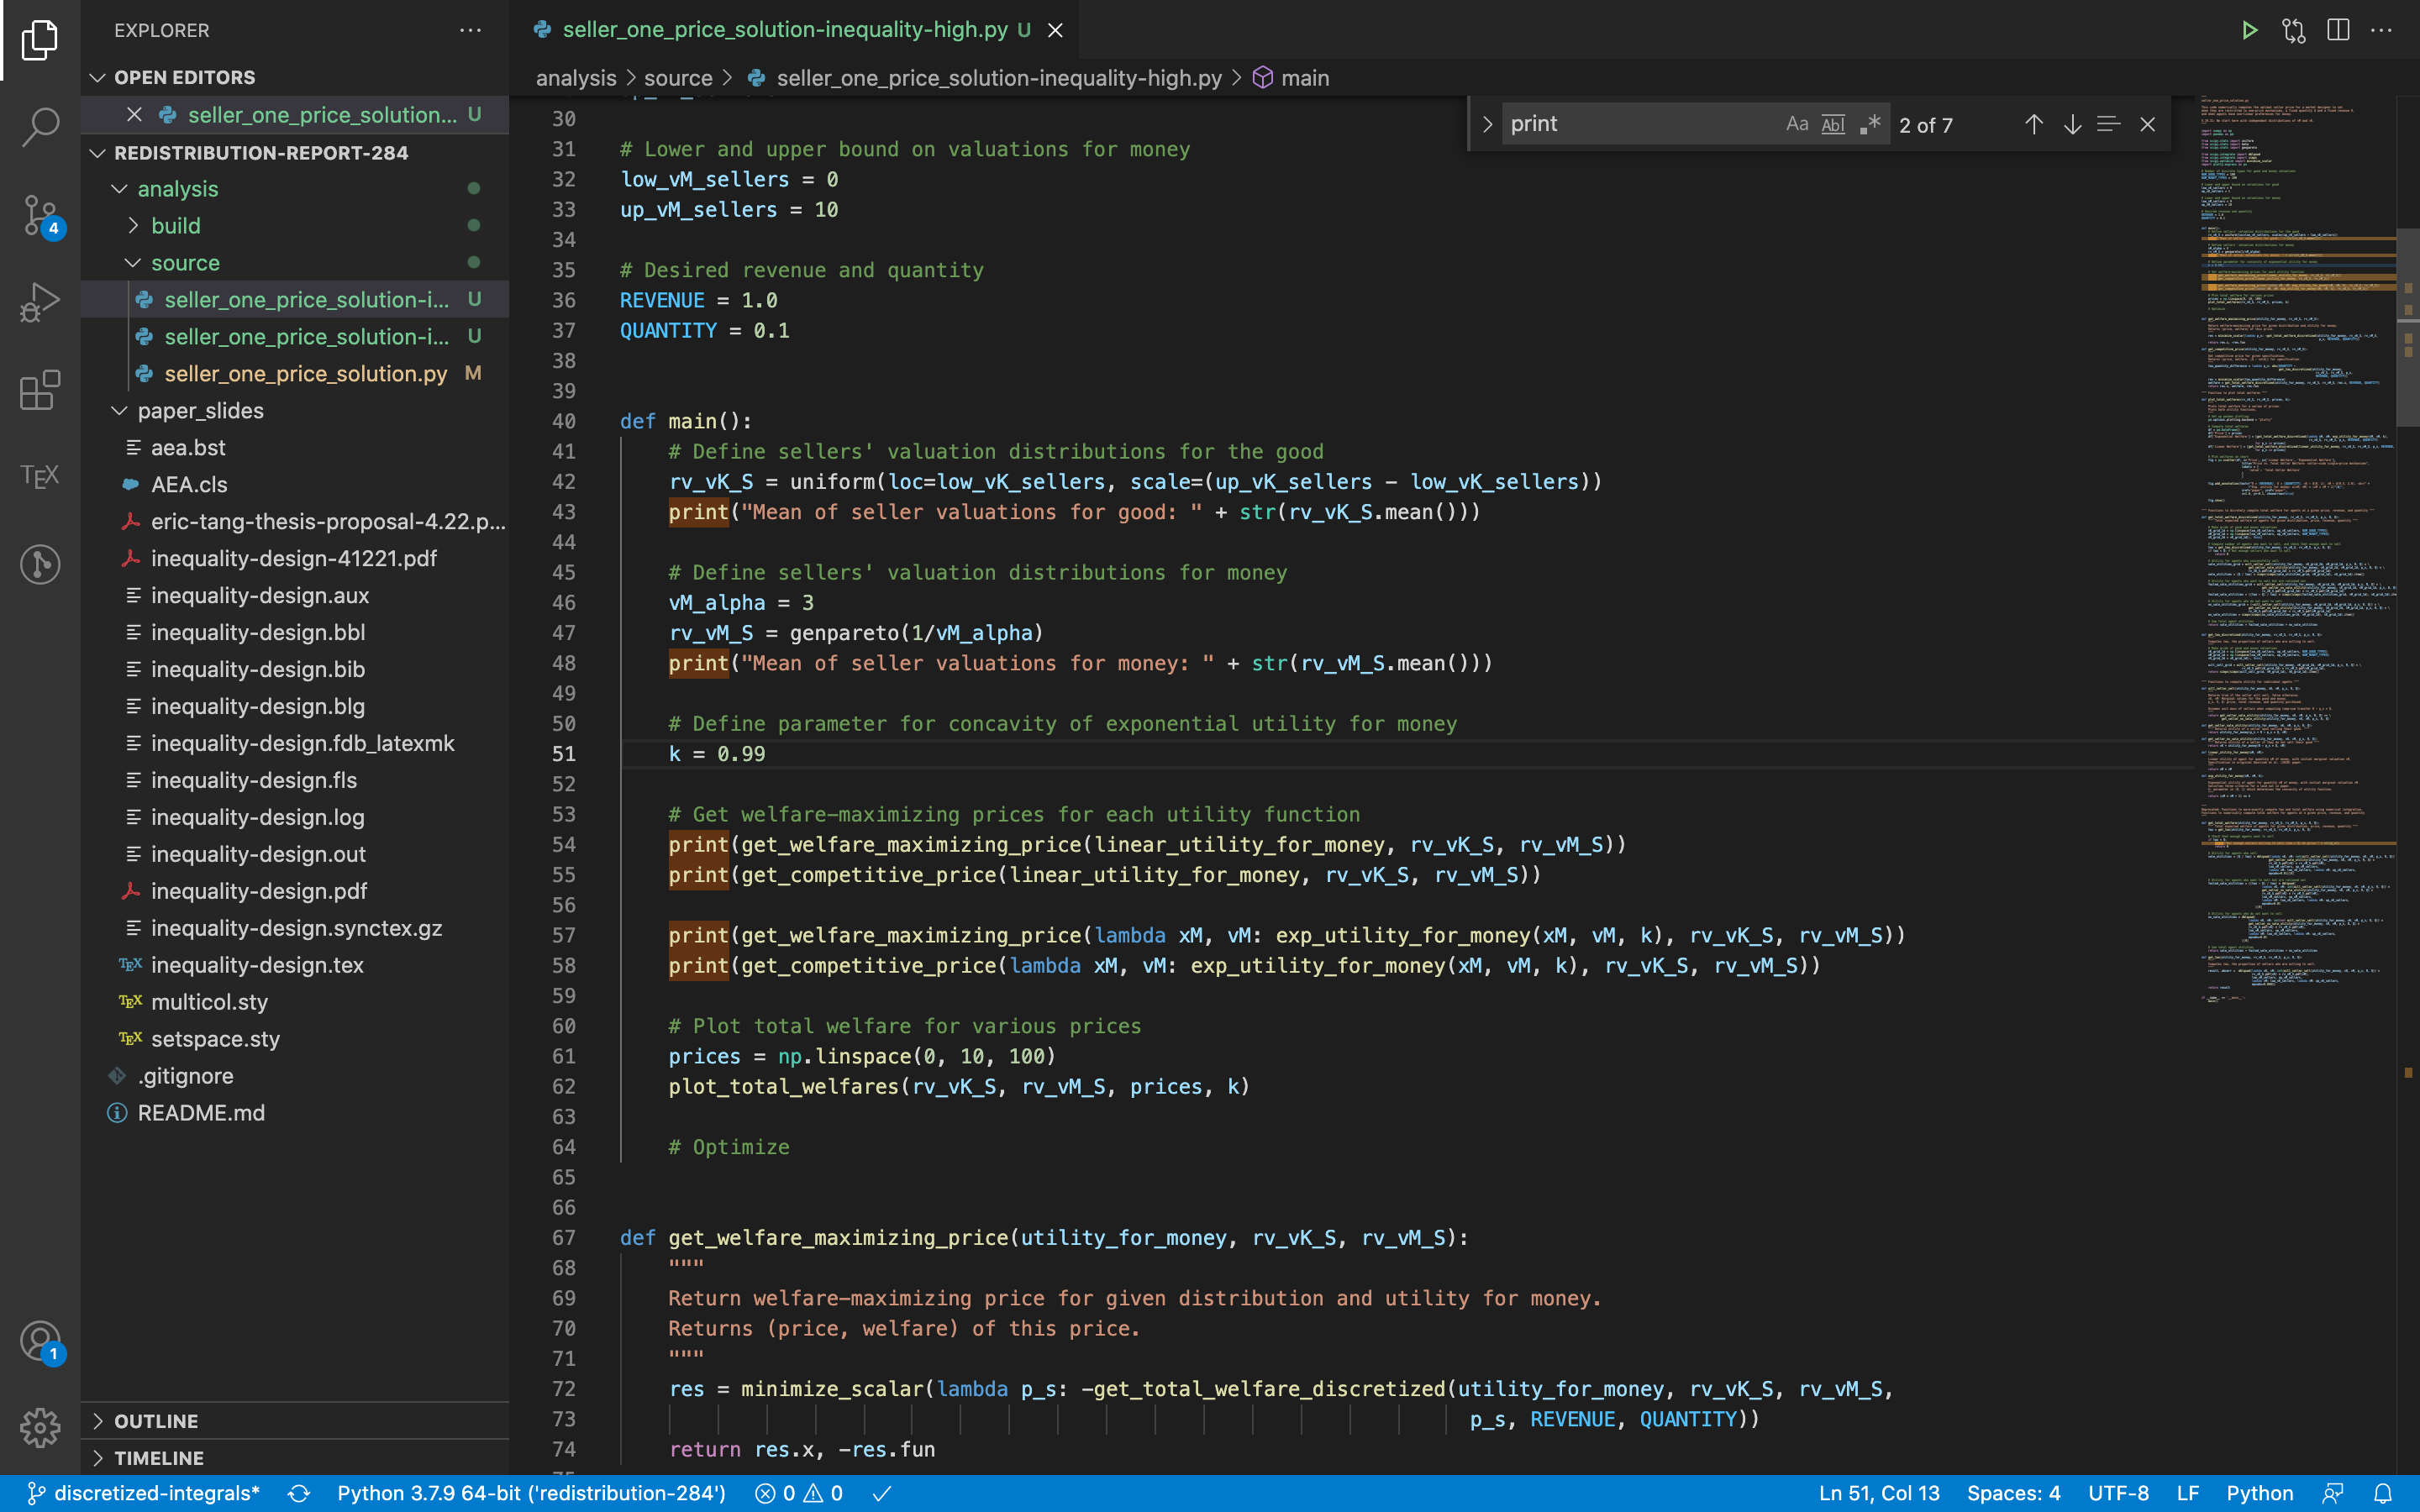 EXPLORER
OPEN EDITORS
seller_one_price_solution... U
REDISTRIBUTION-REPORT-284
analysis
build
source
seller_one_price_solution-i... U
seller_one_price_solution-i... U
seller_one_price_solution.py M
paper_slides
aea.bst
AEA.cls
eric-tang-thesis-proposal-4.22.p...
inequality-design-41221.pdf
inequality-design.aux
inequality-design.bbl
inequality-design.bib
inequality-design.blg
inequality-design.fdb_latexmk
inequality-design.fls
inequality-design.log
inequality-design.out
inequality-design.pdf
inequality-design.synctex.gz
TEX inequality-design.tex
TEX multicol.sty
TEX setspace.sty
.gitignore
README.md
OUTLINE
TIMELINE
4
TEX
1
seller_one_price_solution-inequality-high.py U
analysis > source > seller_one_price_solution-inequality-high.py > main
print Aa Abl .* 2 of 7
30
31 # Lower and upper bound on valuations for money
32 low_vM_sellers = 0
33 up_vM_sellers = 10
34
35 # Desired revenue and quantity
36 REVENUE = 1.0
37 QUANTITY = 0.1
38
39
40 def main():
41 # Define sellers' valuation distributions for the good
42 rv_vK_S = uniform(loc=low_vK_sellers, scale=(up_vK_sellers - low_vK_sellers))
43 print("Mean of seller valuations for good: " + str(rv_vK_S.mean()))
44
45 # Define sellers' valuation distributions for money
46 vM_alpha = 3
47 rv_vM_S = genpareto(1/vM_alpha)
48 print("Mean of seller valuations for money: " + str(rv_vM_S.mean()))
49
50 # Define parameter for concavity of exponential utility for money
51 k = 0.99
52
53 # Get welfare-maximizing prices for each utility function
54 print(get_welfare_maximizing_price(linear_utility_for_money, rv_vK_S, rv_vM_S))
55 print(get_competitive_price(linear_utility_for_money, rv_vK_S, rv_vM_S))
56
57 print(get_welfare_maximizing_price(lambda xM, vM: exp_utility_for_money(xM, vM, k), rv_vK_S, rv_vM_S))
58 print(get_competitive_price(lambda xM, vM: exp_utility_for_money(xM, vM, k), rv_vK_S, rv_vM_S))
59
60 # Plot total welfare for various prices
61 prices = np.linspace(0, 10, 100)
62 plot_total_welfares(rv_vK_S, rv_vM_S, prices, k)
63
64 # Optimize
65
66
67 def get_welfare_maximizing_price(utility_for_money, rv_vK_S, rv_vM_S):
68 """
69 Return welfare-maximizing price for given distribution and utility for money.
70 Returns (price, welfare) of this price.
71 """
72 res = minimize_scalar(lambda p_s: -get_total_welfare_discretized(utility_for_money, rv_vK_S, rv_vM_S,
73 p_s, REVENUE, QUANTITY))
74 return res.x, -res.fun
discretized-integrals* Python 3.7.9 64-bit ('redistribution-284') 0 0 Ln 51, Col 13 Spaces: 4 UTF-8 LF Python